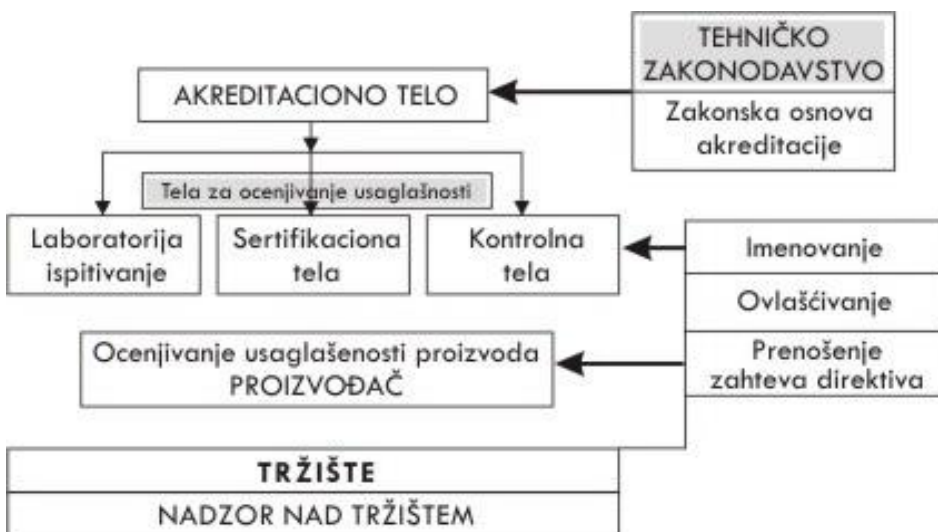 TEHNIČKO
ZAKONODAVSTVO
Zakonska osnova
akreditacije
AKREDITACIONO TELO
Tela za ocenjivanje usaglašnosti
Laboratorija
ispitivanje
Sertifikaciona
tela
Kontrolna
tela
Imenovanje
Ovlašćivanje
Prenošenje
zahteva direktiva
Ocenjivanje usaglašenosti proizvoda
PROIZVOĐAČ
TRŽIŠTE
NADZOR NAD TRŽIŠTEM